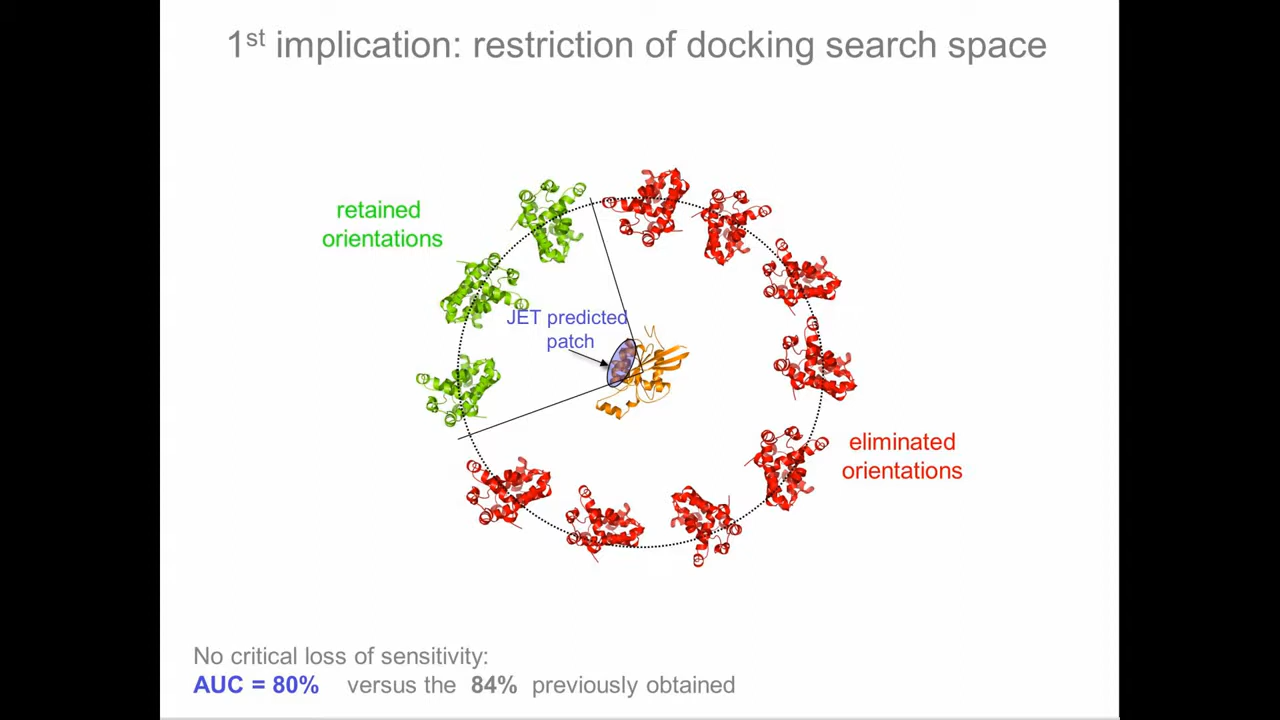 1st implication: restriction of docking search space
retained
orientations
JET predicted
patch
eliminated
orientations
No critical loss of sensitivity:
AUC = 80% versus the 84% previously obtained